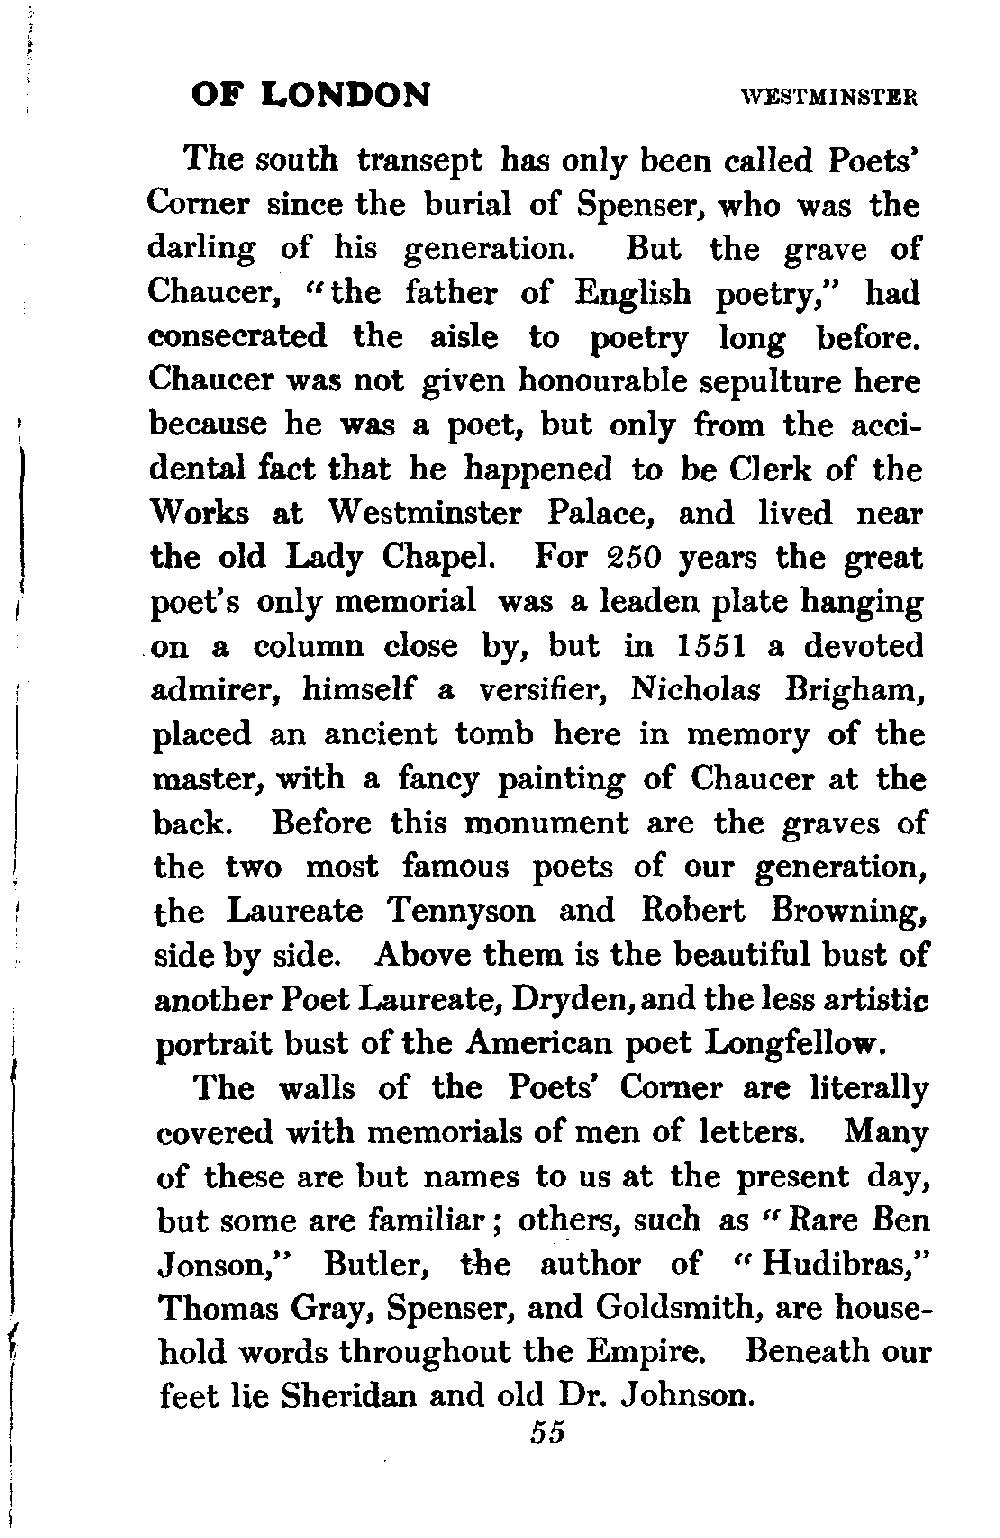 OF LONDON WESTMINSTER
The south transept has only been called Poets'
Corner since the burial of Spenser, who was the
darling of his generation. But the grave of
Chaucer, "the father of English poetry," had
consecrated the aisle to poetry long before.
Chaucer was not given honourable sepulture here
because he was a poet, but only from the acci-
dental fact that he happened to be Clerk of the
Works at Westminster Palace, and lived near
the old Lady Chapel. For 250 years the great
poet's only memorial was a leaden plate hanging
on a column close by, but in 1551 a devoted
admirer, himself a versifier, Nicholas Brigham,
placed an ancient tomb here in memory of the
master, with a fancy painting of Chaucer at the
back. Before this monument are the graves of
the two most famous poets of our generation,
the Laureate Tennyson and Robert Browning,
side by side. Above them is the beautiful bust of
another Poet Laureate, Dryden, and the less artistic
portrait bust of the American poet Longfellow.
The walls of the Poets' Corner are literally
covered with memorials of men of letters. Many
of these are but names to us at the present day,
but some are familiar; others, such as "Rare Ben
Jonson," Butler, the author of "Hudibras,"
Thomas Gray, Spenser, and Goldsmith, are house-
hold words throughout the Empire. Beneath our
feet lie Sheridan and old Dr. Johnson.
55